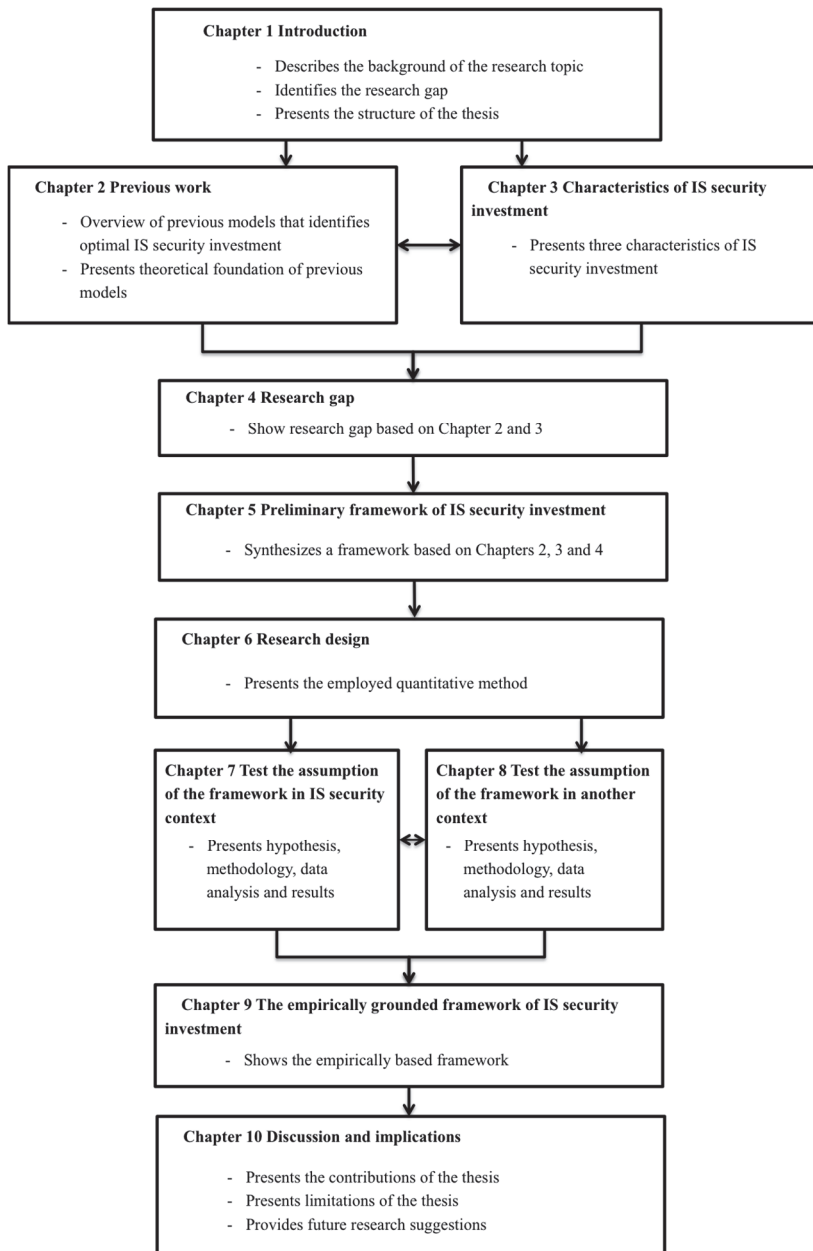 Chapter 1 Introduction
- Describes the background of the research topic
- Identifies the research gap
- Presents the structure of the thesis
Chapter 2 Previous work
- Overview of previous models that identifies
optimal IS security investment
- Presents theoretical foundation of previous
models
Chapter 3 Characteristics of IS security
investment
- Presents three characteristics of IS
security investment
Chapter 4 Research gap
- Show research gap based on Chapter 2 and 3
Chapter 5 Preliminary framework of IS security investment
- Synthesizes a framework based on Chapters 2, 3 and 4
Chapter 6 Research design
- Presents the employed quantitative method
Chapter 7 Test the assumption
of the framework in IS security
context
- Presents hypothesis,
methodology, data
analysis and results
Chapter 8 Test the assumption
of the framework in another
context
- Presents hypothesis,
methodology, data
analysis and results
Chapter 9 The empirically grounded framework of IS security
investment
- Shows the empirically based framework
Chapter 10 Discussion and implications
- Presents the contributions of the thesis
- Presents limitations of the thesis
- Provides future research suggestions